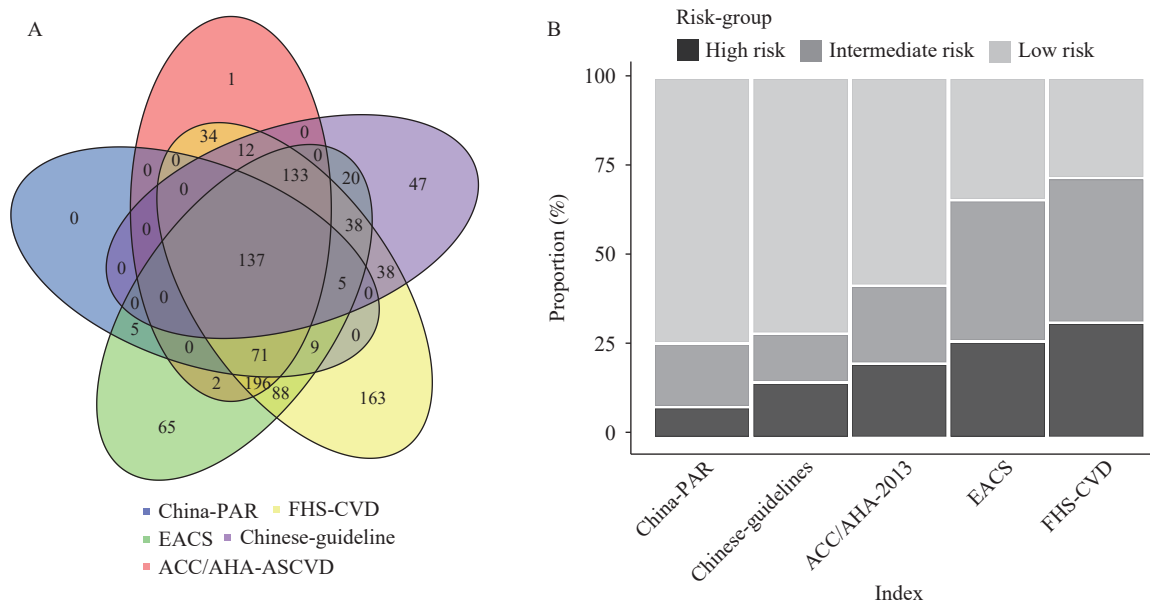 A
1
34
0
12
0
0
0
0
133
20
47
0
0
38
137
0
38
5
0
0
0
0
5
0
71
9
0
2
196
88
163
65
China-PAR
FHS-CVD
EACS
Chinese-guideline
ACC/AHA-ASCVD
B
Risk-group
High risk
Intermediate risk
Low risk
100
75
50
25
0
Proportion (%)
China-PAR
Chinese-guidelines
ACC/AHA-2013
EACS
FHS-CVD
Index